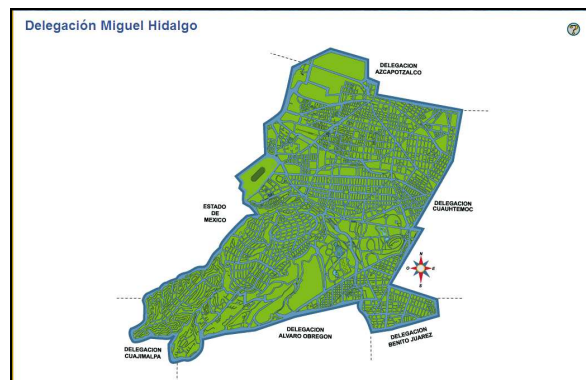 Delegación Miguel Hidalgo
?
DELEGACION
AZCAPOTZALCO
ESTADO
DE
MEXICO
DELEGACION
CUAUHTEMOC
N
O E
S
DELEGACION
ALVARO OBREGON
DELEGACION
BENITO JUAREZ
DELEGACION
CUAJIMALPA